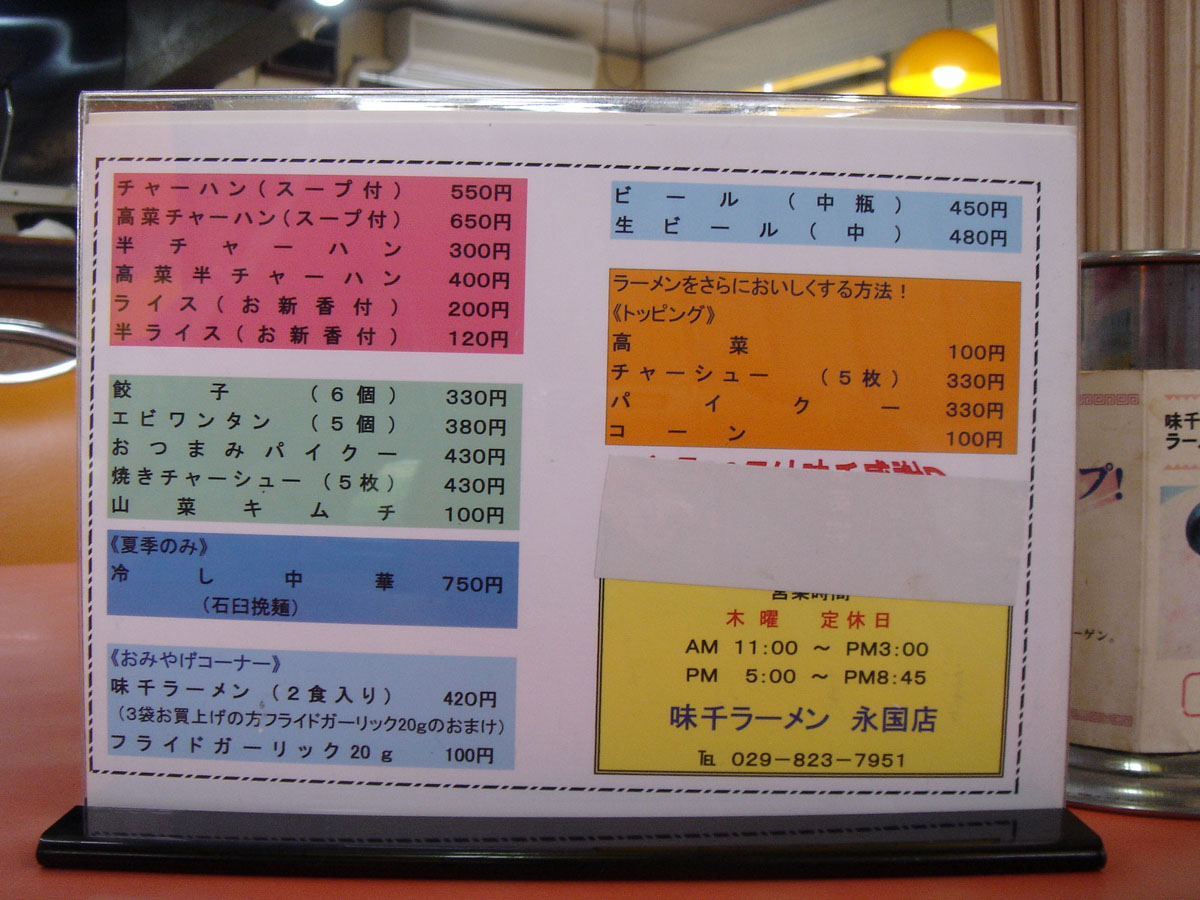 チャーハン(スープ付) 550円
高菜チャーハン(スープ付) 650円
半チャーハン 300円
高菜半チャーハン 400円
ライス(お新香付) 200円
半ライス(お新香付) 120円
餃子(6個) 330円
エビワンタン(5個) 380円
おつまみパイクー 430円
焼きチャーシュー(5枚) 430円
山菜キムチ 100円
《夏季のみ》
冷し中華 750円
(石臼挽麺)
《おみやげコーナー》
味千ラーメン(2食入り) 420円
(3袋お買上げの方フライドガーリック20gのおまけ)
フライドガーリック20g 100円
ビール(中瓶) 450円
生ビール(中) 480円
ラーメンをさらにおいしくする方法!
《トッピング》
高菜 100円
チャーシュー(5枚) 330円
パイクー 330円
コーン 100円
営業時間
木曜 定休日
AM 11:00 ~ PM3:00
PM 5:00 ~ PM8:45
味千ラーメン 永国店
℡ 029-823-7951
味千
ラー
プ!
ーゲン。